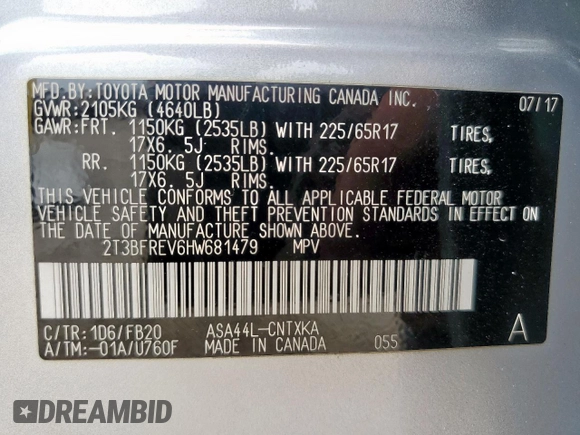 MFD.BY:TOYOTA MOTOR MANUFACTURING CANADA INC. 07/17
GVWR:2105KG (4640LB)
GAWR:FRT. 1150KG (2535LB) WITH 225/65R17 TIRES,
17X6. 5J RIMS.
RR. 1150KG (2535LB) WITH 225/65R17 TIRES,
17X6. 5J RIMS.
THIS VEHICLE CONFORMS TO ALL APPLICABLE FEDERAL MOTOR
VEHICLE SAFETY AND THEFT PREVENTION STANDARDS IN EFFECT ON
THE DATE OF MANUFACTURE SHOWN ABOVE.
2T3BFREV6HW681479 MPV
C/TR:1D6/FB20 ASA44L-CNTXKA A
A/TM:-01A/U760F MADE IN CANADA 055
DREAMBID